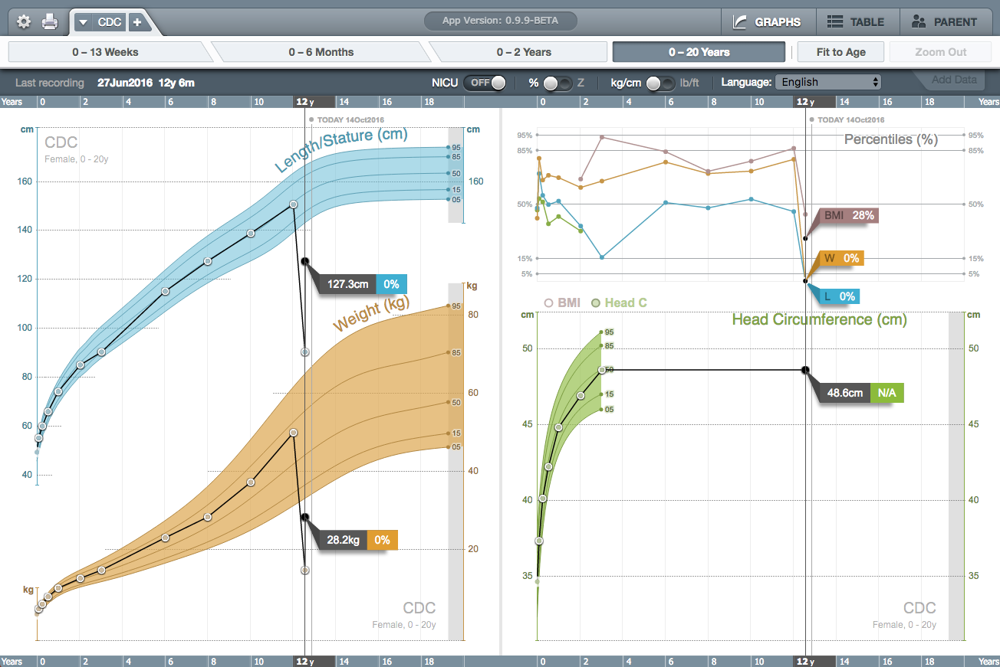 CDC
App Version: 0.9.9-BETA
GRAPHS
TABLE
PARENT
0 – 13 Weeks
0 – 6 Months
0 – 2 Years
0 – 20 Years
Fit to Age
Zoom Out
Last recording 27Jun2016 12y 6m
NICU OFF
% Z
kg/cm lb/ft
Language: English
Add Data
Years 0 2 4 6 8 10 12 y 14 16 18
0 2 4 6 8 10 12 y 14 16 18 Years
TODAY 14Oct2016
cm
CDC
Female, 0 - 20y
Length/Stature (cm)
cm
95
85
50
15
05
160
160
140
120
100
80
60
40
127.3cm 0%
kg
Weight (kg)
95
85
50
15
05
80
60
40
20
28.2kg 0%
kg
CDC
Female, 0 - 20y
TODAY 14Oct2016
Percentiles (%)
95% 95%
85% 85%
50% 50%
15% 15%
5% 5%
BMI 28%
W 0%
L 0%
BMI Head C
cm
Head Circumference (cm)
cm
95
85
50
15
05
50 50
45 45
40 40
35 35
48.6cm N/A
CDC
Female, 0 - 20y
Years 0 2 4 6 8 10 12 y 14 16 18
0 2 4 6 8 10 12 y 14 16 18 Years